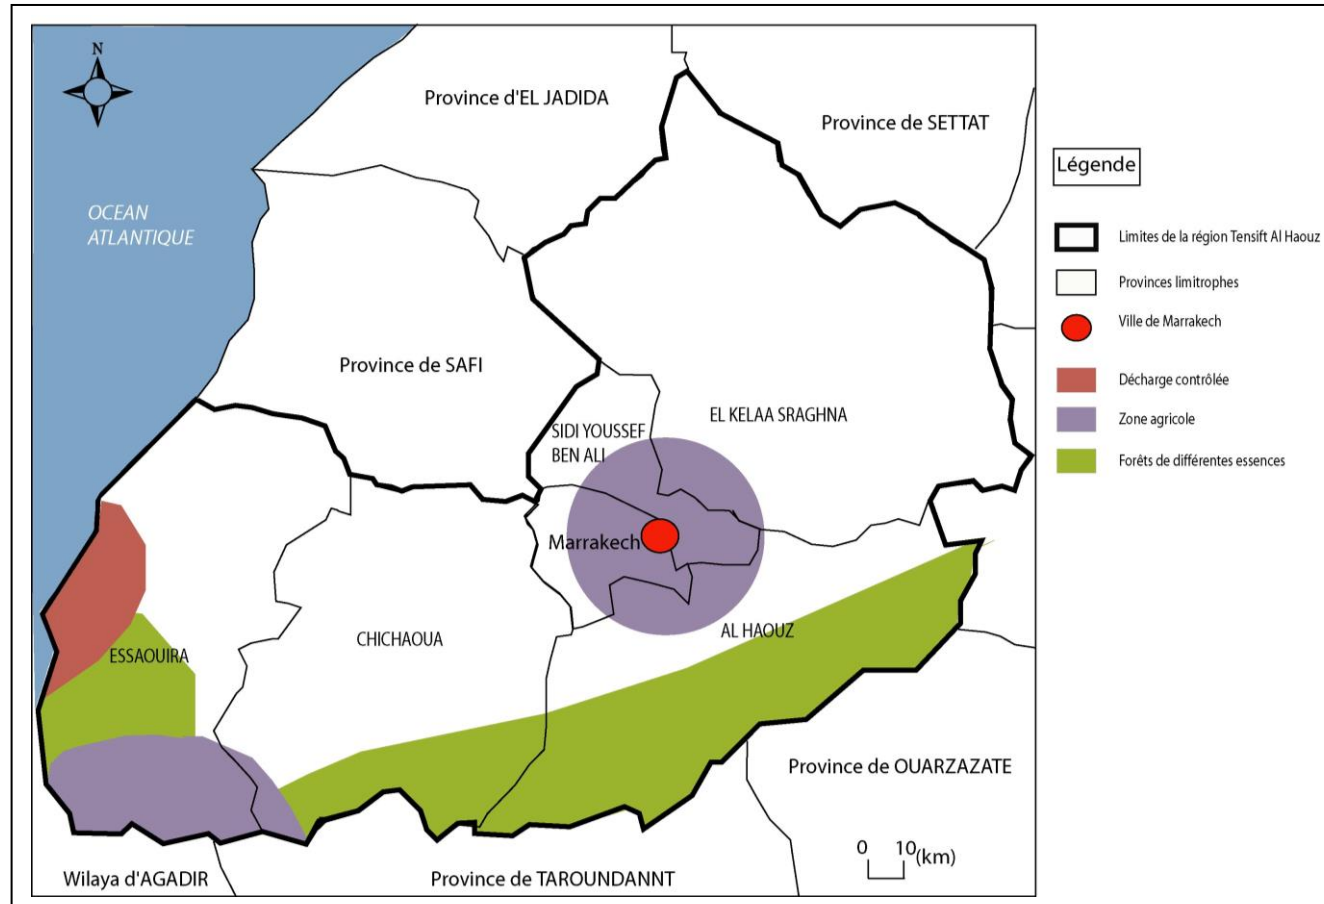 N
Province d'EL JADIDA
Province de SETTAT
OCEAN
ATLANTIQUE
Province de SAFI
SIDI YOUSSEF
BEN ALI
EL KELAA SRAGHNA
Marrakech
ESSAOUIRA
CHICHAOUA
AL HAOUZ
Province de OUARZAZATE
0 10(km)
Wilaya d'AGADIR
Province de TAROUNDANNT
Légende
Limites de la région Tensift Al Haouz
Provinces limitrophes
Ville de Marrakech
Décharge contrôlée
Zone agricole
Forêts de différentes essences